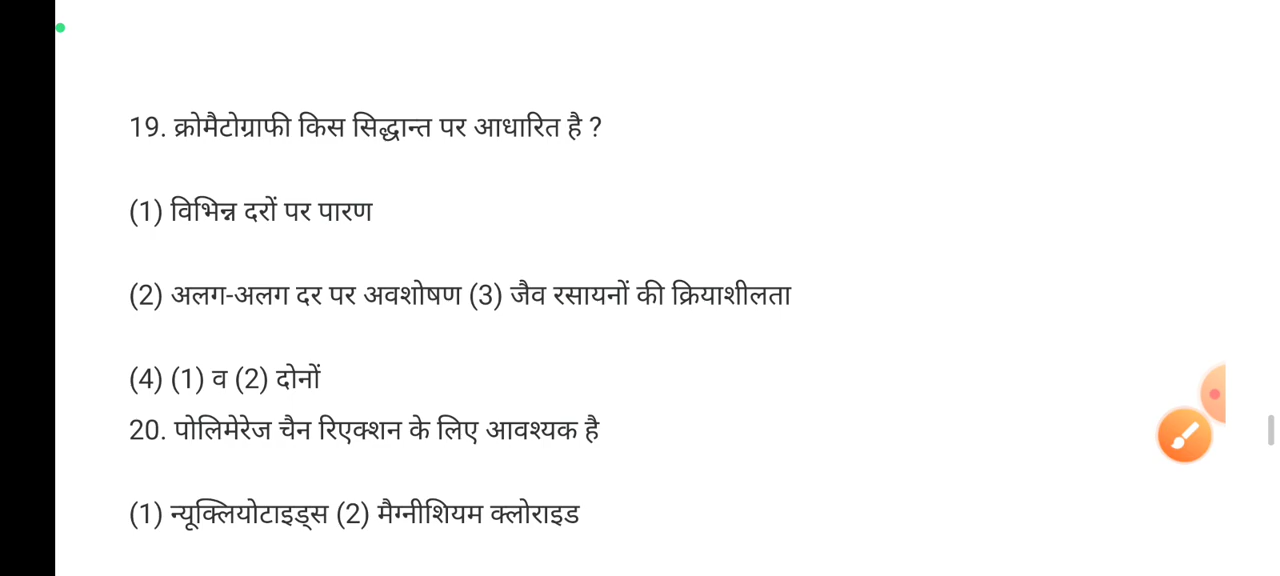 19. क्रोमैटोग्राफी किस सिद्धान्त पर आधारित है ?
(1) विभिन्न दरों पर पारण
(2) अलग-अलग दर पर अवशोषण (3) जैव रसायनों की क्रियाशीलता
(4) (1) व (2) दोनों
20. पोलिमेरेज चैन रिएक्शन के लिए आवश्यक है
(1) न्यूक्लियोटाइड्स (2) मैग्नीशियम क्लोराइड